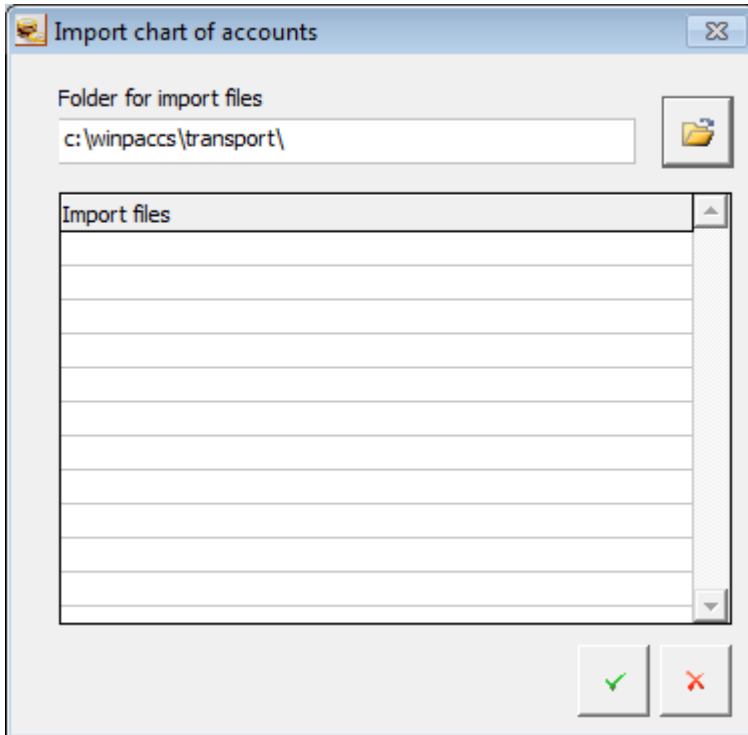 Import chart of accounts
Folder for import files
c:\winpaccs\transport\
Import files